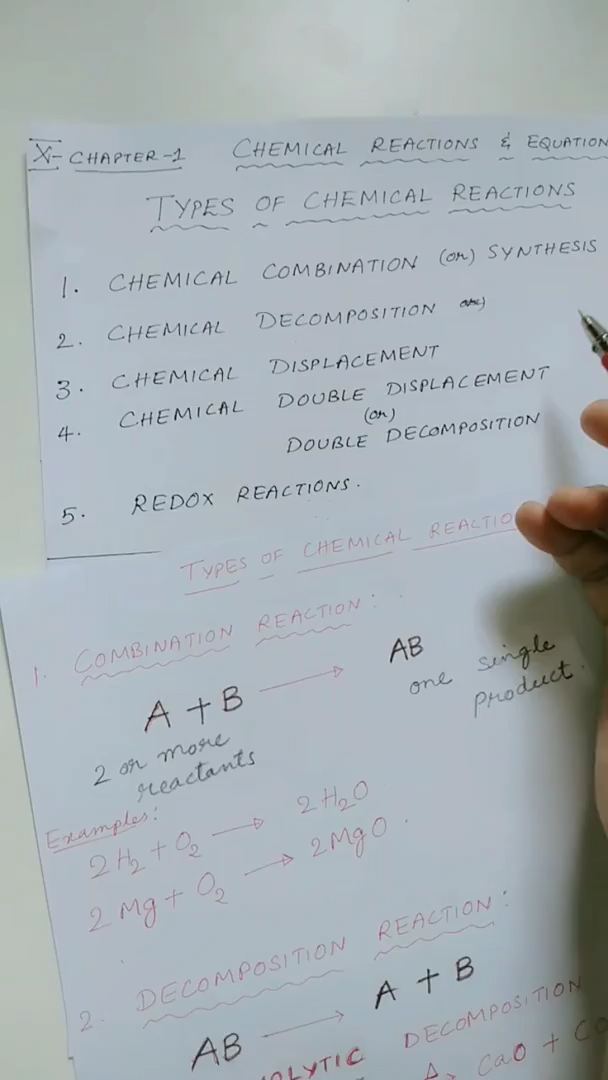 X- CHAPTER-1 CHEMICAL REACTIONS & EQUATION
TYPES OF CHEMICAL REACTIONS
1. CHEMICAL COMBINATION (or) SYNTHESIS
2. CHEMICAL DECOMPOSITION
3. CHEMICAL DISPLACEMENT
4. CHEMICAL DOUBLE DISPLACEMENT
(or)
DOUBLE DECOMPOSITION
5. REDOX REACTIONS.
TYPES OF CHEMICAL REACTIO
1. COMBINATION REACTION:
A + B → AB
2 or more reactants
one single product.
Examples:
2H₂ + O₂ → 2H₂O
2Mg + O₂ → 2MgO.
2. DECOMPOSITION REACTION:
AB → A + B
OLYTIC DECOMPOSITION
Δ CaO + CO